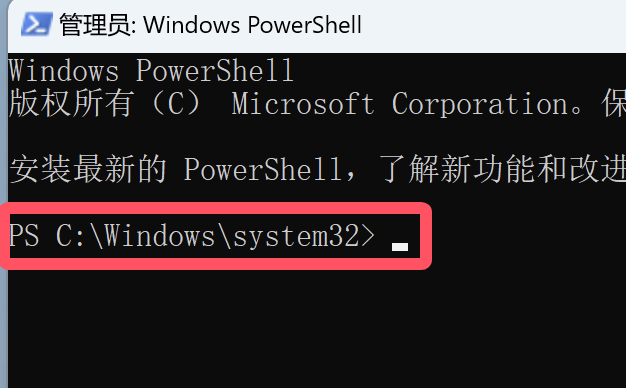 管理员: Windows PowerShell
Windows PowerShell
版权所有（C） Microsoft Corporation。保
安装最新的 PowerShell，了解新功能和改进
PS C:\Windows\system32> _